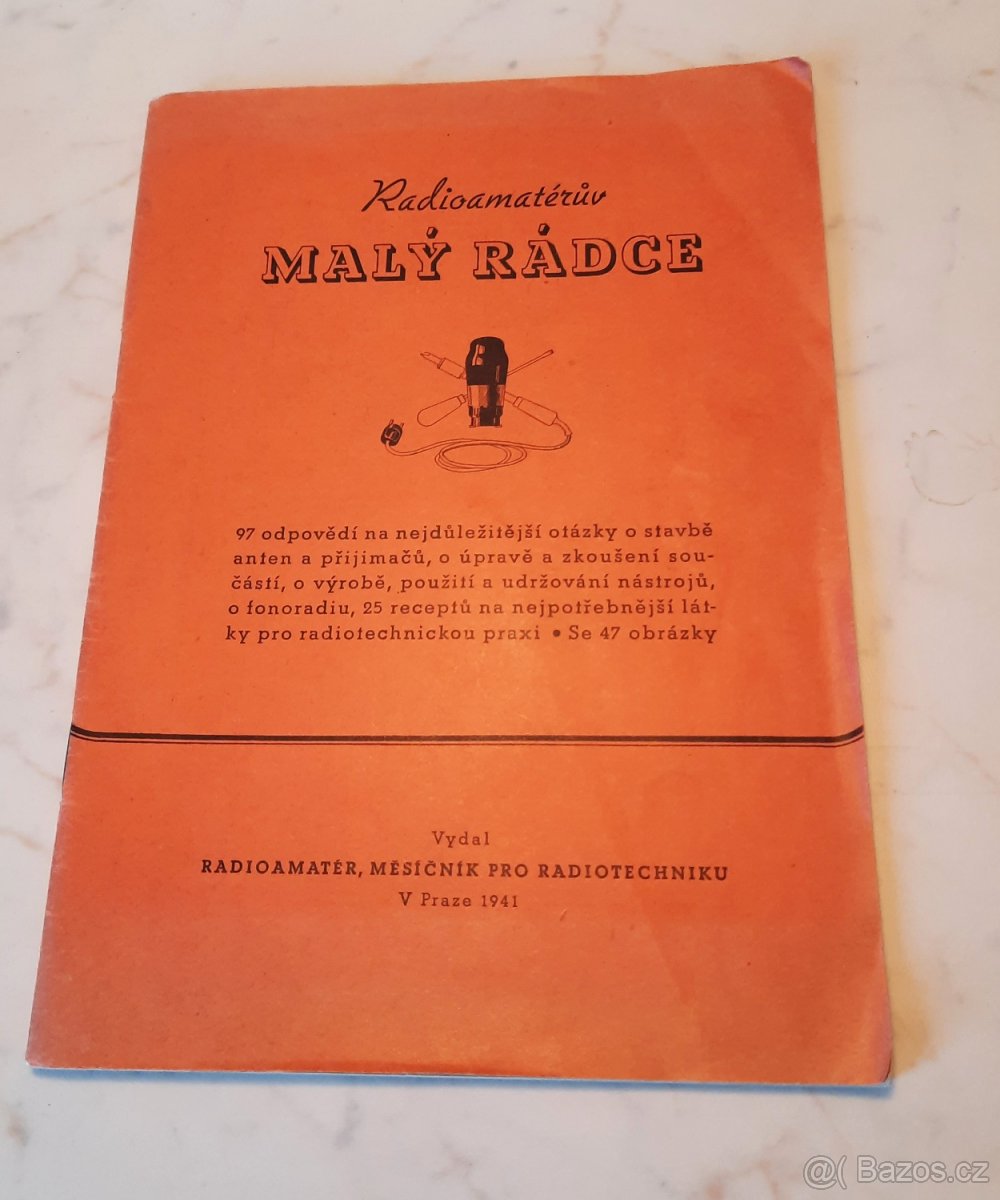 Radioamatérův
MALÝ RÁDCE
97 odpovědí na nejdůležitější otázky o stavbě
anten a přijimačů, o úpravě a zkoušení sou-
částí, o výrobě, použití a udržování nástrojů,
o fonoradiu, 25 receptů na nejpotřebnější lát-
ky pro radiotechnickou praxi • Se 47 obrázky
Vydal
RADIOAMATÉR, MĚSÍČNÍK PRO RADIOTECHNIKU
V Praze 1941
@( Bazos.cz